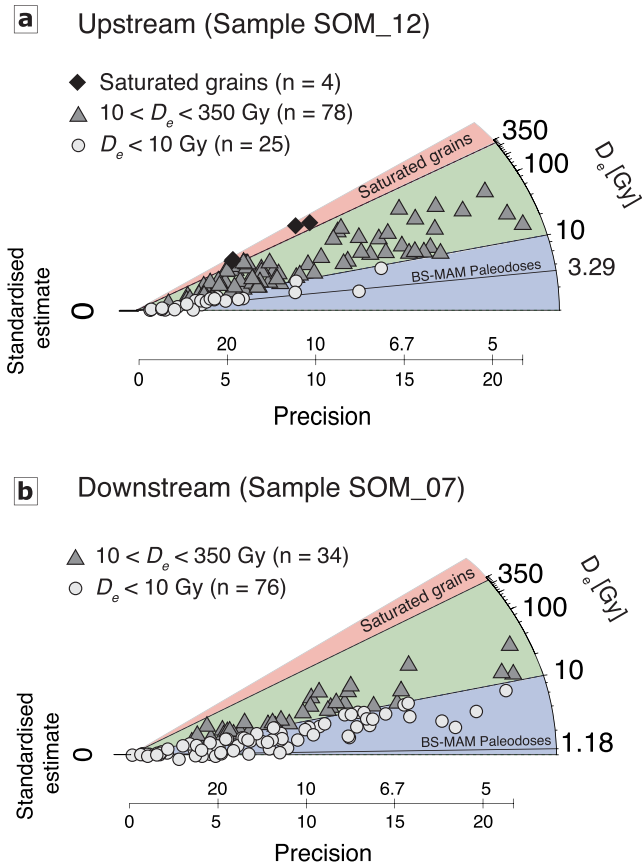 a
Upstream (Sample SOM_12)
Saturated grains (n = 4)
10 < De < 350 Gy (n = 78)
De < 10 Gy (n = 25)
Saturated grains
350
100
De [Gy]
10
3.29
BS-MAM Paleodoses
Standardised
estimate
0
20 10 6.7 5
0 5 10 15 20
Precision
b
Downstream (Sample SOM_07)
10 < De < 350 Gy (n = 34)
De < 10 Gy (n = 76)
Saturated grains
350
100
De [Gy]
10
BS-MAM Paleodoses
1.18
Standardised
estimate
0
20 10 6.7 5
0 5 10 15 20
Precision